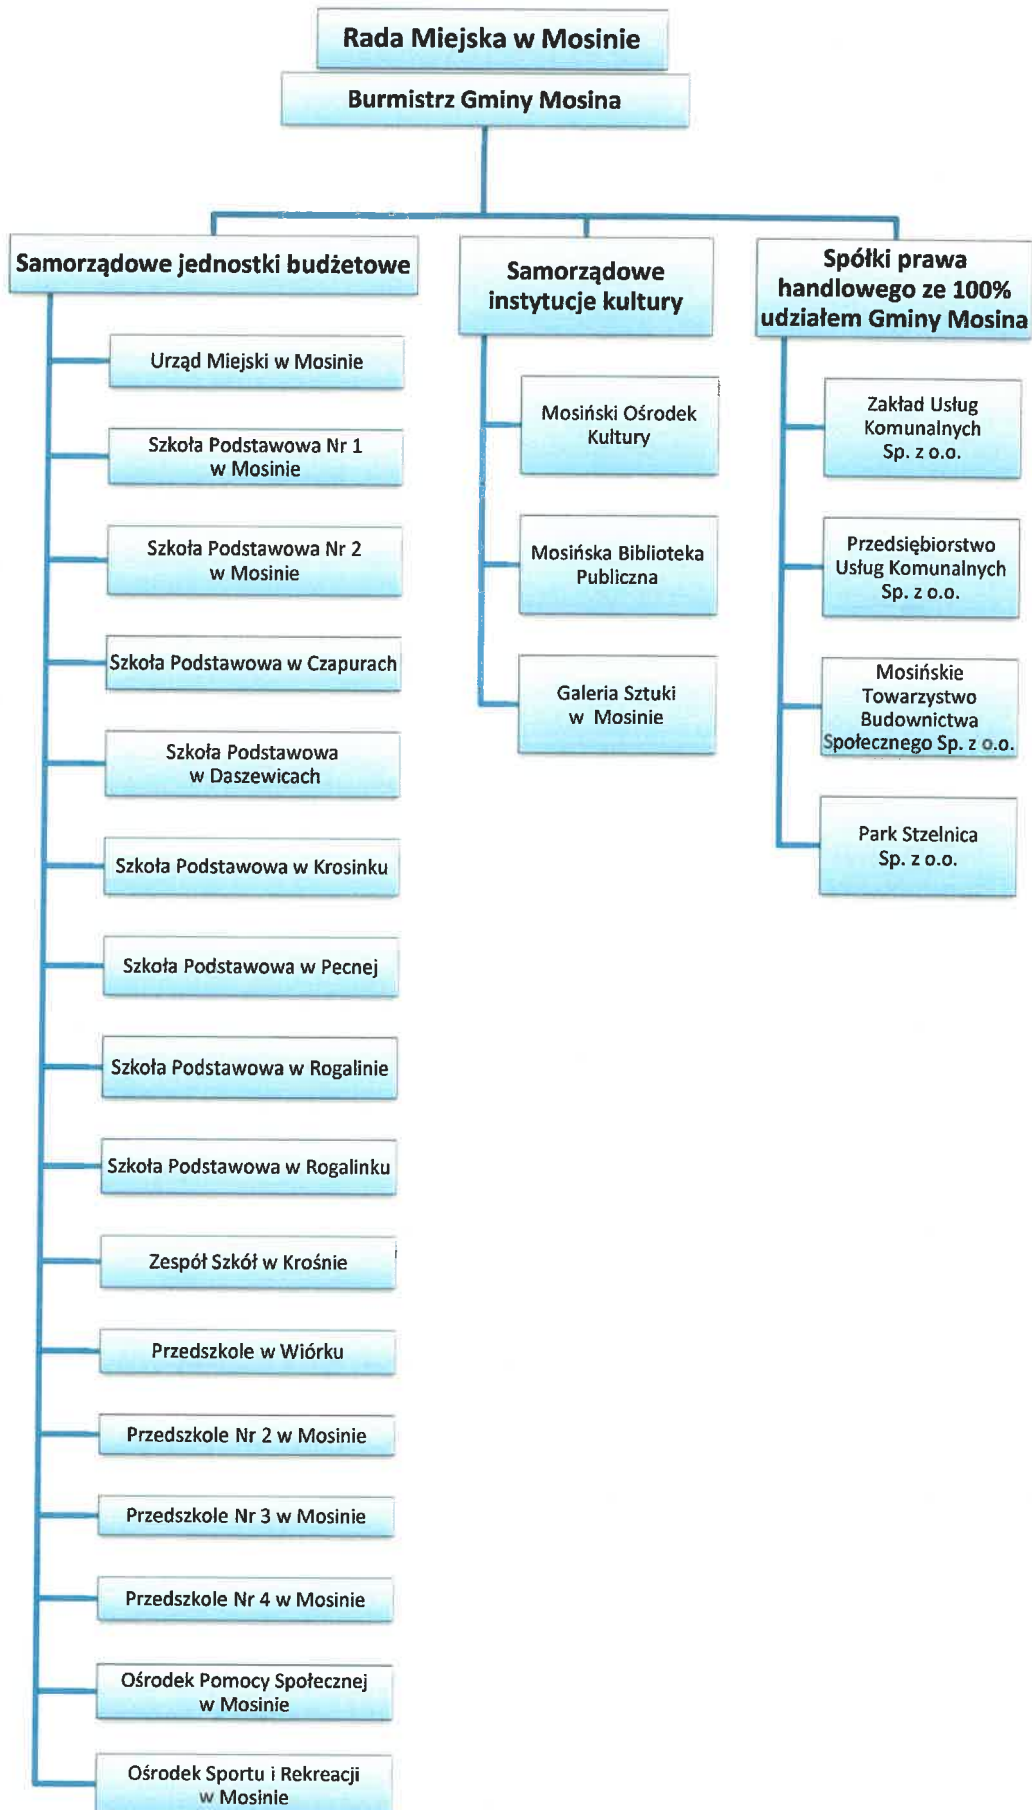 Rada Miejska w Mosinie
Burmistrz Gminy Mosina
Samorządowe jednostki budżetowe
Urząd Miejski w Mosinie
Szkoła Podstawowa Nr 1
w Mosinie
Szkoła Podstawowa Nr 2
w Mosinie
Szkoła Podstawowa w Czapurach
Szkoła Podstawowa
w Daszewicach
Szkoła Podstawowa w Krosinku
Szkoła Podstawowa w Pecnej
Szkoła Podstawowa w Rogalinie
Szkoła Podstawowa w Rogalinku
Zespół Szkół w Krośnie
Przedszkole w Wiórku
Przedszkole Nr 2 w Mosinie
Przedszkole Nr 3 w Mosinie
Przedszkole Nr 4 w Mosinie
Ośrodek Pomocy Społecznej
w Mosinie
Ośrodek Sportu i Rekreacji
w Mosinie
Samorządowe
instytucje kultury
Mosiński Ośrodek
Kultury
Mosińska Biblioteka
Publiczna
Galeria Sztuki
w Mosinie
Spółki prawa
handlowego ze 100%
udziałem Gminy Mosina
Zakład Usług
Komunalnych
Sp. z o.o.
Przedsiębiorstwo
Usług Komunalnych
Sp. z o.o.
Mosińskie
Towarzystwo
Budownictwa
Społecznego Sp. z o.o.
Park Stzelnica
Sp. z o.o.